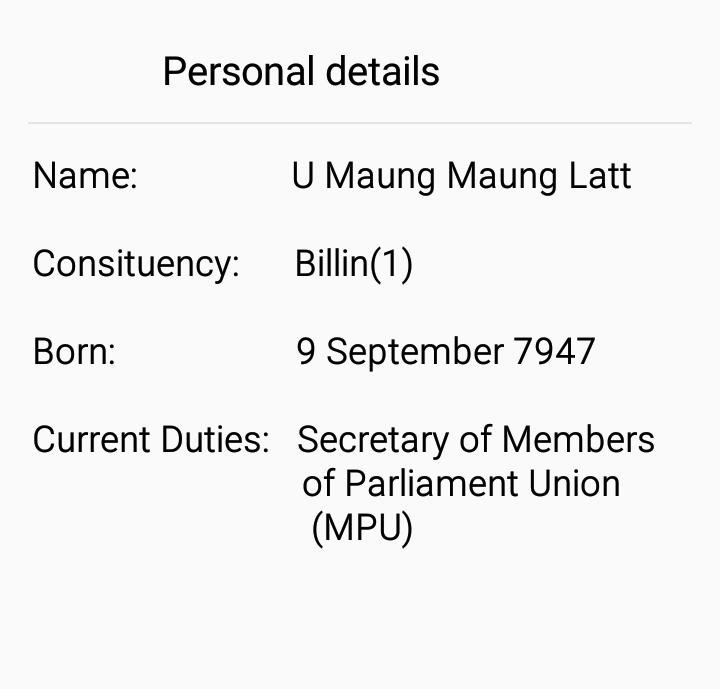 Personal details
Name: U Maung Maung Latt
Consituency: Billin(1)
Born: 9 September 7947
Current Duties: Secretary of Members
of Parliament Union
(MPU)